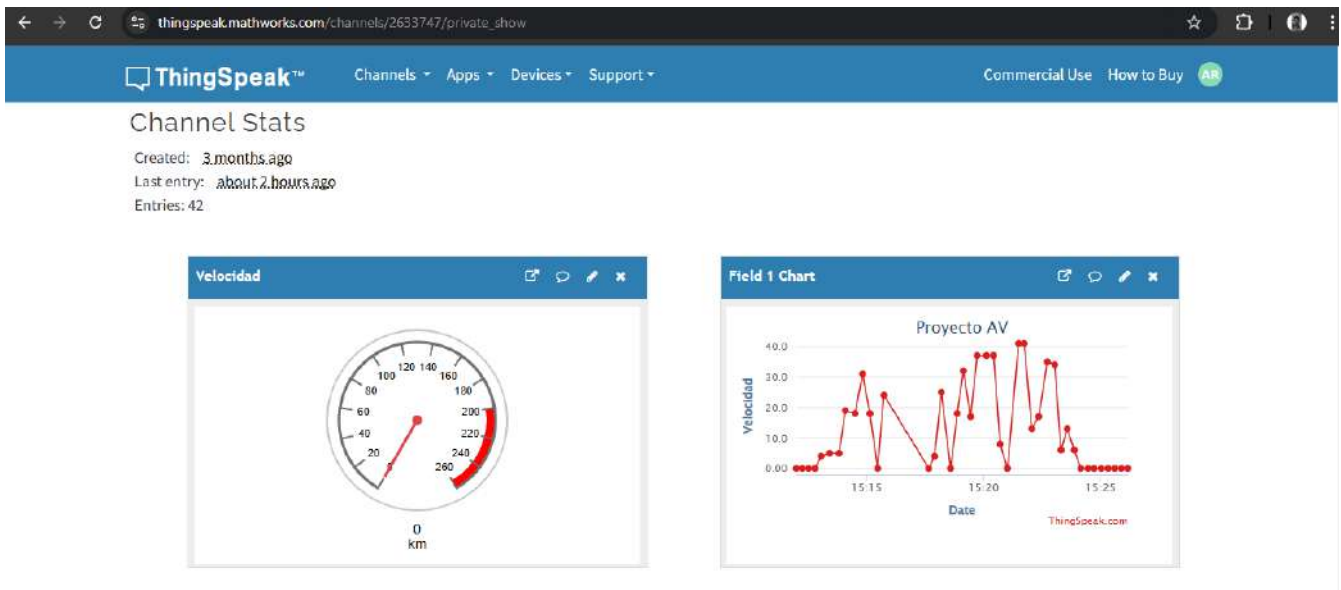 thingspeak.mathworks.com/channels/2633747/private_show
ThingSpeak™ Channels Apps Devices Support Commercial Use How to Buy AR
Channel Stats
Created: 3 months ago
Last entry: about 2 hours ago
Entries: 42
Velocidad
0
20
40
60
80
100
120
140
160
180
200
220
240
260
0
km
Field 1 Chart
Proyecto AV
Velocidad
40.0
30.0
20.0
10.0
0.00
15:15 15:20 15:25
Date
ThingSpeak.com